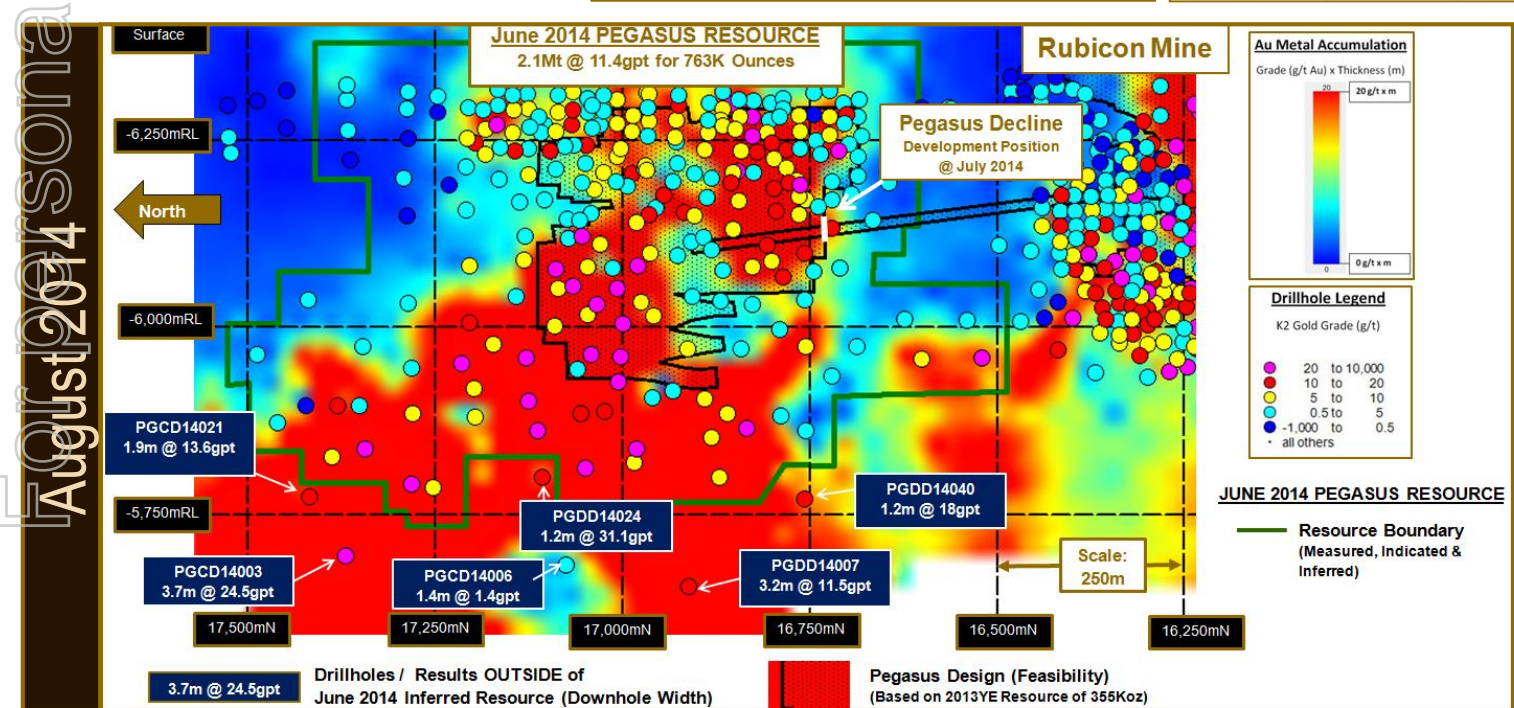 For persona
August 2014
Surface
June 2014 PEGASUS RESOURCE
2.1Mt @ 11.4gpt for 763K Ounces
Rubicon Mine
Au Metal Accumulation
Grade (g/t Au) x Thickness (m)
20
20 g/t x m
0 g/t x m
0
-6,250mRL
Pegasus Decline
Development Position
@ July 2014
North
-6,000mRL
Drillhole Legend
K2 Gold Grade (g/t)
20 to 10,000
10 to 20
5 to 10
0.5 to 5
-1,000 to 0.5
all others
PGCD14021
1.9m @ 13.6gpt
-5,750mRL
PGDD14024
1.2m @ 31.1gpt
PGDD14040
1.2m @ 18gpt
JUNE 2014 PEGASUS RESOURCE
Resource Boundary
(Measured, Indicated &
Inferred)
PGCD14003
3.7m @ 24.5gpt
PGCD14006
1.4m @ 1.4gpt
PGDD14007
3.2m @ 11.5gpt
Scale:
250m
17,500mN
17,250mN
17,000mN
16,750mN
16,500mN
16,250mN
3.7m @ 24.5gpt
Drillholes / Results OUTSIDE of
June 2014 Inferred Resource (Downhole Width)
Pegasus Design (Feasibility)
(Based on 2013YE Resource of 355Koz)